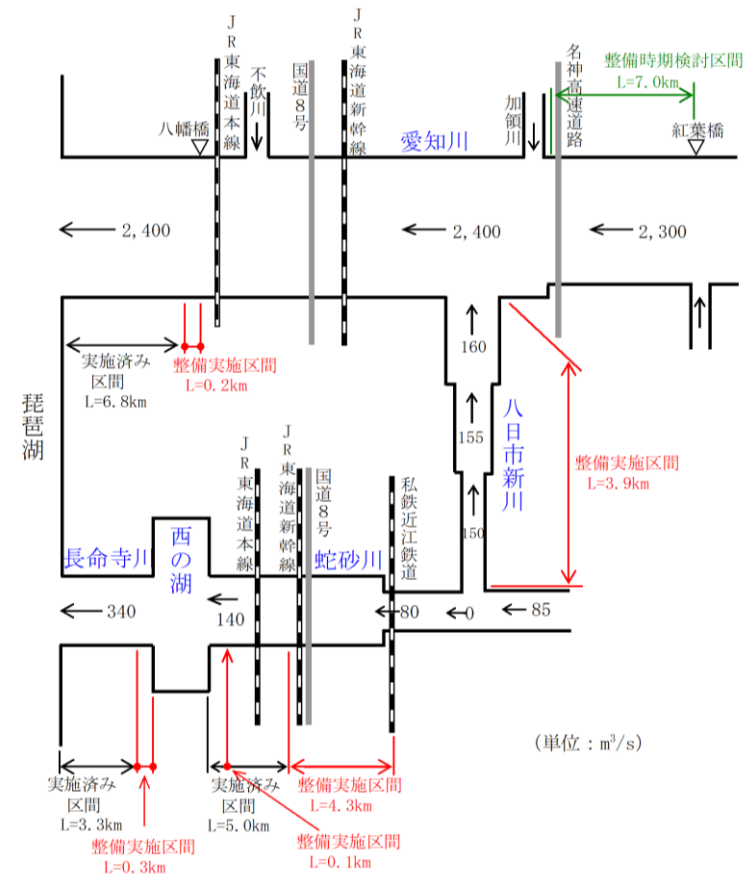 JR東海道本線
不飲川
国道8号
JR東海道新幹線
加領川
名神高速道路
整備時期検討区間
L=7.0km
八幡橋
愛知川
紅葉橋
2,400
2,400
2,300
160
実施済み
区間
L=6.8km
整備実施区間
L=0.2km
琵琶湖
155
八日市新川
整備実施区間
L=3.9km
JR東海道本線
JR東海道新幹線
国道8号
私鉄近江鉄道
150
長命寺川
西の湖
蛇砂川
340
140
80
0
85
(単位:m³/s)
実施済み
区間
L=3.3km
実施済み
区間
L=5.0km
整備実施区間
L=4.3km
整備実施区間
L=0.3km
整備実施区間
L=0.1km